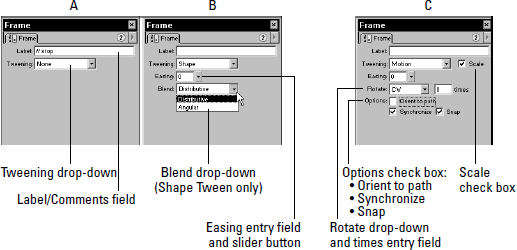 A
B
C
Frame
Frame
Label: //stop
Tweening: None
Frame
Frame
Label:
Tweening: Shape
Easing: 0
Blend: Distributive
Distributive
Angular
Frame
Frame
Label:
Tweening: Motion
Scale
Easing: 0
Rotate: CW 1 times
Options: Orient to path
Synchronize Snap
Tweening drop-down
Label/Comments field
Blend drop-down
(Shape Tween only)
Easing entry field
and slider button
Options check box:
• Orient to path
• Synchronize
• Snap
Scale
check box
Rotate drop-down
and times entry field